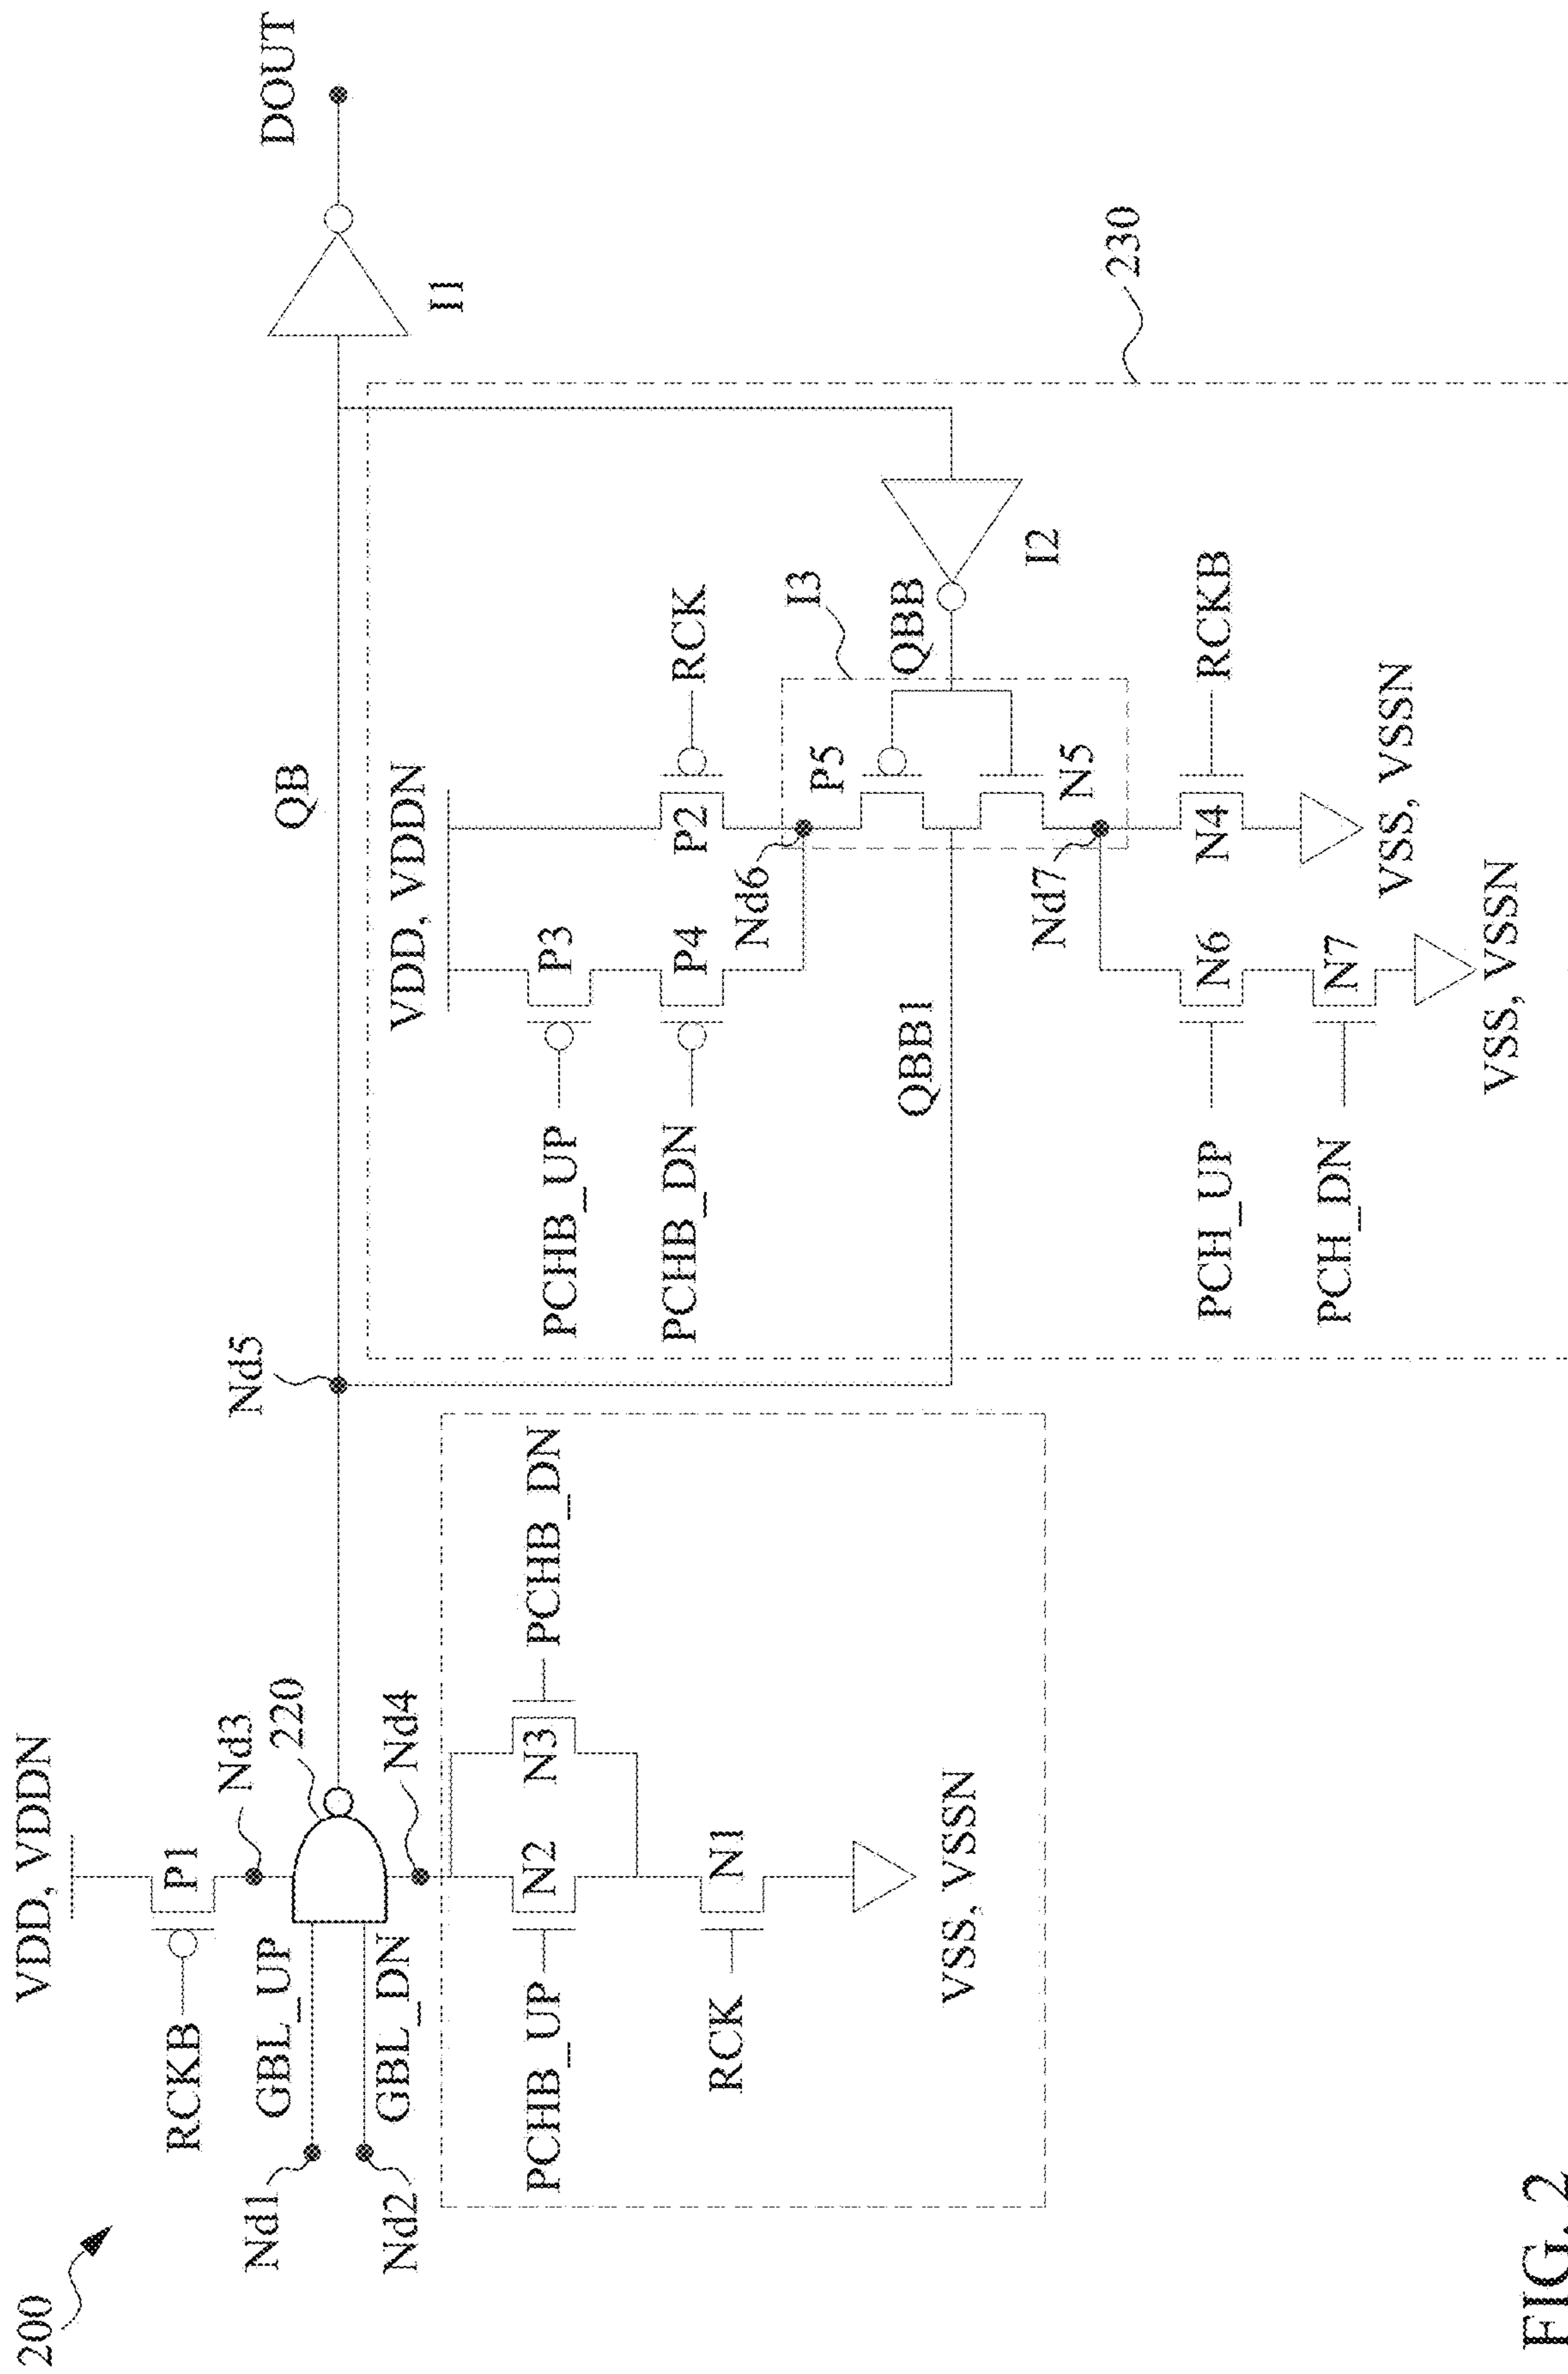 200
VDD, VDDN
P1
RCKB
Nd3
220
GBL_UP
GBL_DN
Nd1
Nd2
Nd4
PCHB_UP
N2
N3
PCHB_DN
RCK
N1
VSS, VSSN
Nd5
QB
I1
DOUT
VDD, VDDN
PCHB_UP
P3
PCHB_DN
P4
P2
RCK
Nd6
P5
I3
QBB
I2
QBB1
N5
Nd7
PCH_UP
N6
N4
RCKB
PCH_DN
N7
VSS, VSSN
VSS, VSSN
230
FIG. 2